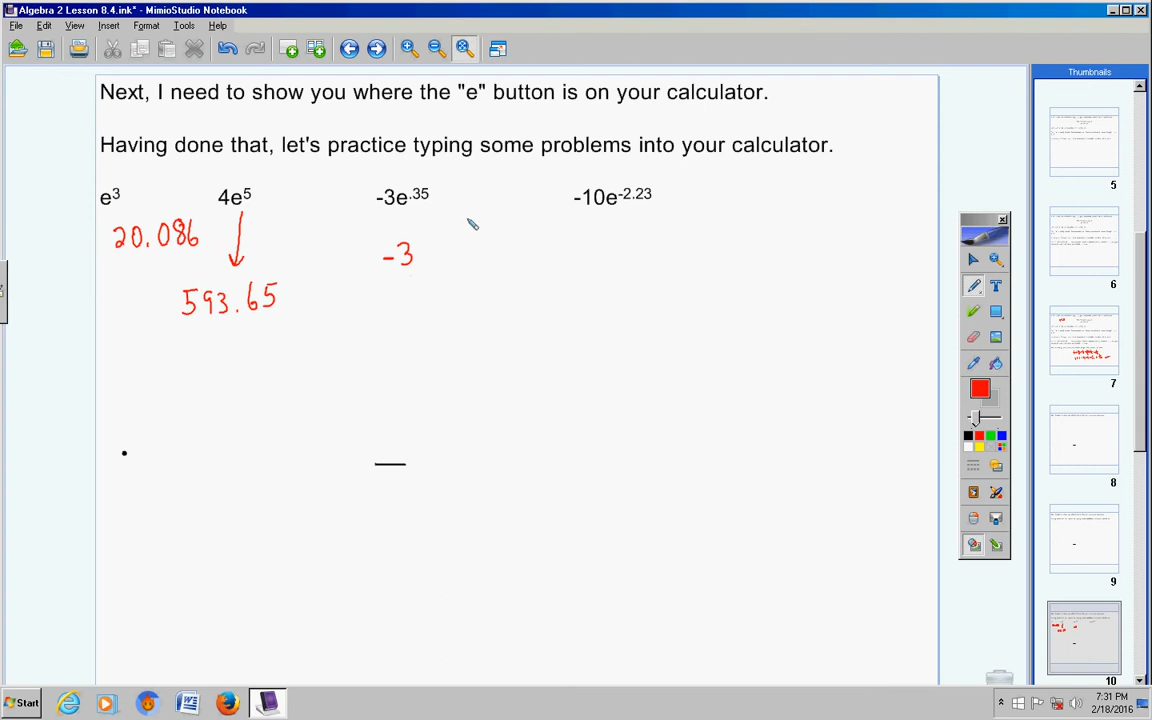 Algebra 2 Lesson 8.4.ink* - MimioStudio Notebook
File Edit View Insert Format Tools Help
Thumbnails
Next, I need to show you where the "e" button is on your calculator.
Having done that, let's practice typing some problems into your calculator.
e³ 4e⁵ -3e^.35 -10e^-2.23
20.086
-3
593.65
5
6
7
8
9
10
Start
7:31 PM
2/18/2016